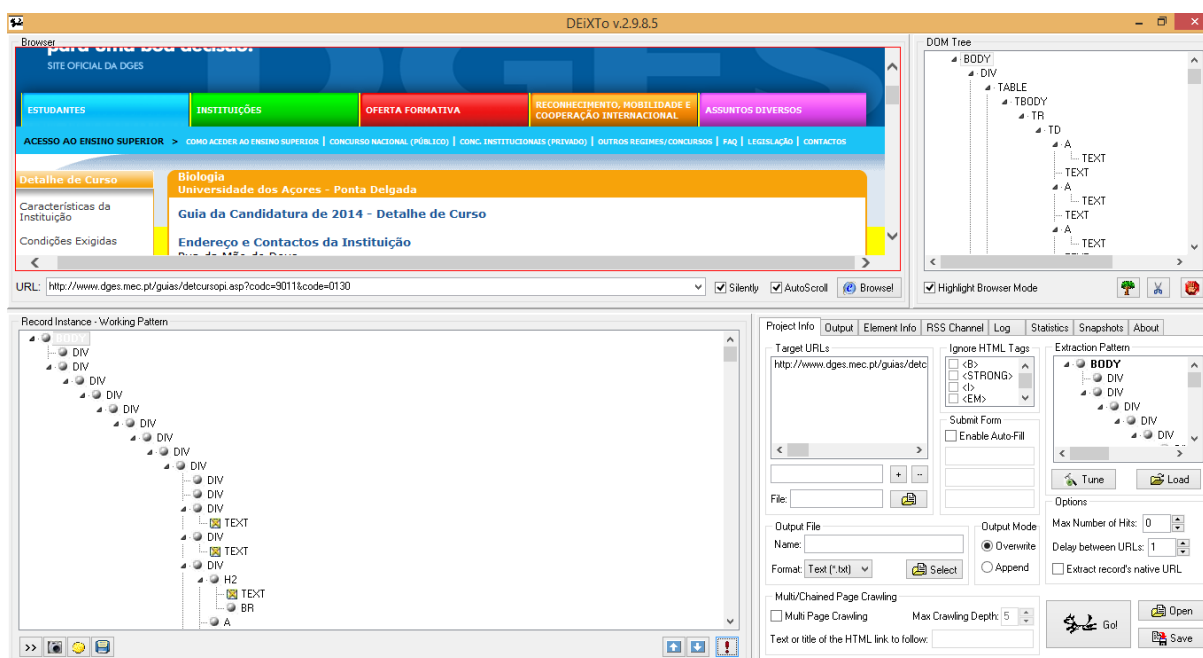 DEiXTo v.2.9.8.5
Browser
para uma boa decisão!
SITE OFICIAL DA DGES
DGES
ESTUDANTES
INSTITUIÇÕES
OFERTA FORMATIVA
RECONHECIMENTO, MOBILIDADE E
COOPERAÇÃO INTERNACIONAL
ASSUNTOS DIVERSOS
ACESSO AO ENSINO SUPERIOR > COMO ACEDER AO ENSINO SUPERIOR | CONCURSO NACIONAL (PÚBLICO) | CONC. INSTITUCIONAIS (PRIVADO) | OUTROS REGIMES/CONCURSOS | FAQ | LEGISLAÇÃO | CONTACTOS
Detalhe de Curso
Características da
Instituição
Condições Exigidas
Biologia
Universidade dos Açores - Ponta Delgada
Guia da Candidatura de 2014 - Detalhe de Curso
Endereço e Contactos da Instituição
Rua da Mãe de Deus
URL: http://www.dges.mec.pt/guias/detcursopi.asp?codc=9011&code=0130
Silently
AutoScroll
Browse!
DOM Tree
BODY
DIV
TABLE
TBODY
TR
TD
A
TEXT
TEXT
A
TEXT
TEXT
A
TEXT
Highlight Browser Mode
Record Instance - Working Pattern
BODY
DIV
DIV
DIV
DIV
DIV
DIV
DIV
DIV
DIV
DIV
DIV
DIV
TEXT
DIV
TEXT
DIV
H2
TEXT
BR
A
>>
Project Info
Output
Element Info
RSS Channel
Log
Statistics
Snapshots
About
Target URLs
http://www.dges.mec.pt/guias/detc
+
--
File:
Ignore HTML Tags
<B>
<STRONG>
<I>
<EM>
Submit Form
Enable Auto-Fill
Extraction Pattern
BODY
DIV
DIV
DIV
DIV
DIV
Tune
Load
Output File
Name:
Format: Text (*.txt)
Select
Output Mode
Overwrite
Append
Options
Max Number of Hits: 0
Delay between URLs: 1
Extract record's native URL
Multi/Chained Page Crawling
Multi Page Crawling
Max Crawling Depth: 5
Text or title of the HTML link to follow:
Go!
Open
Save